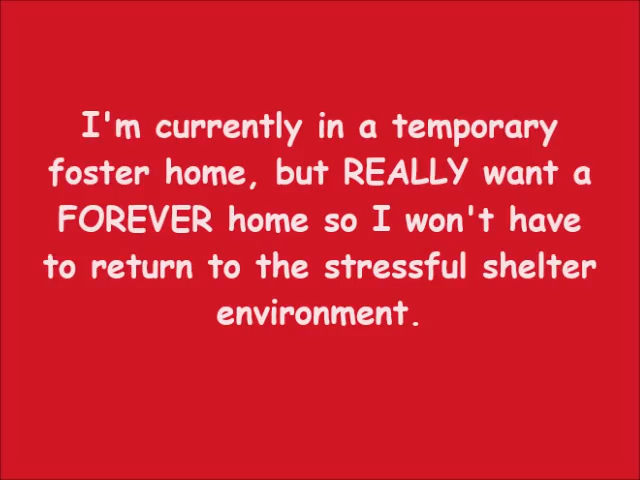 I'm currently in a temporary
foster home, but REALLY want a
FOREVER home so I won't have
to return to the stressful shelter
environment.